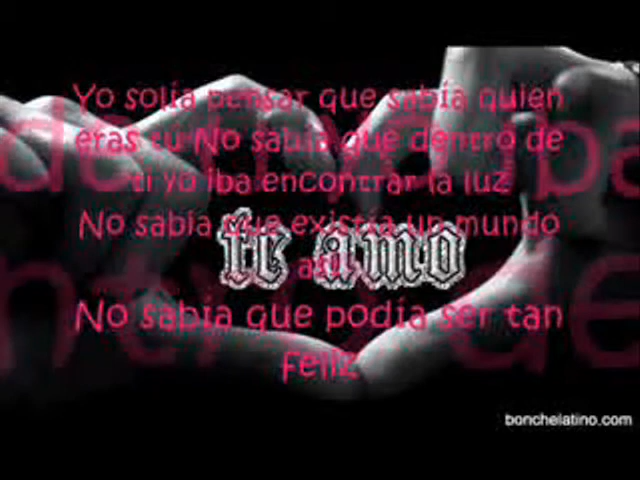 Yo solía pensar que sabía quien
eras tú No sabía que dentro de
ti yo iba encontrar la luz
No sabía que existía un mundo
así
te amo
No sabía que podía ser tan
feliz
bonchelatino.com